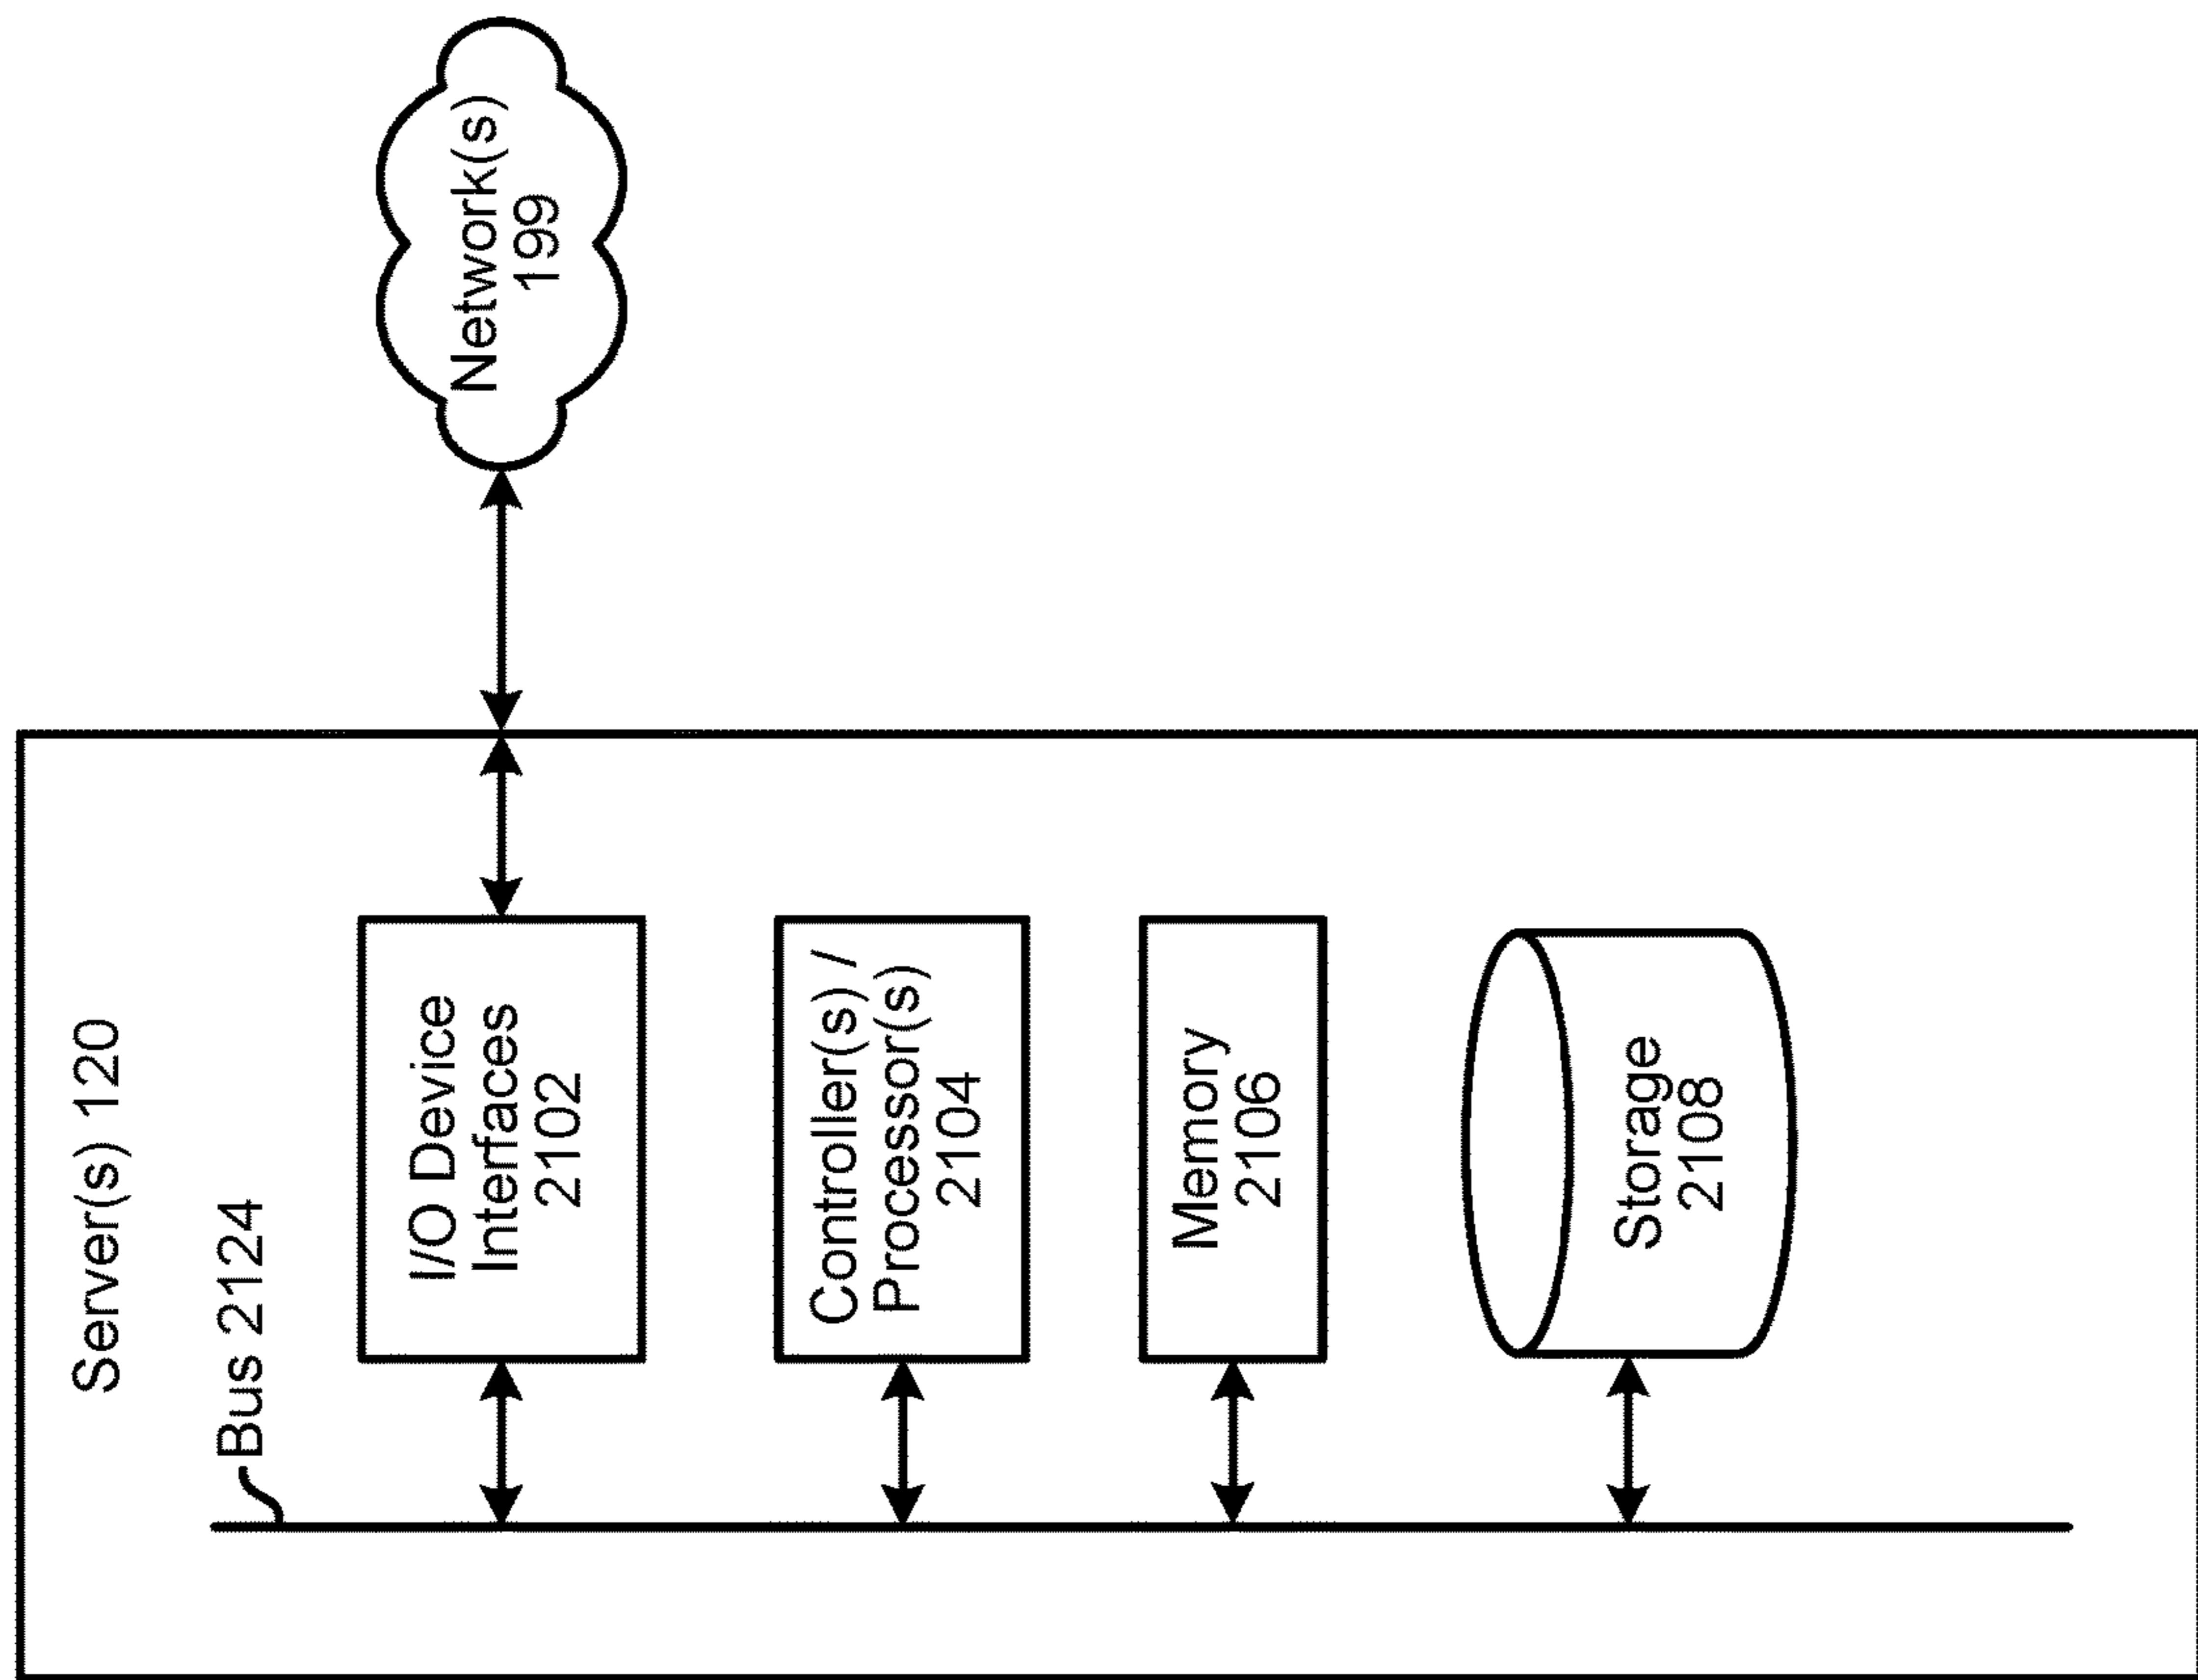 Server(s) 120
Bus 2124
I/O Device
Interfaces
2102
Network(s)
199
Controller(s) /
Processor(s)
2104
Memory
2106
Storage
2108